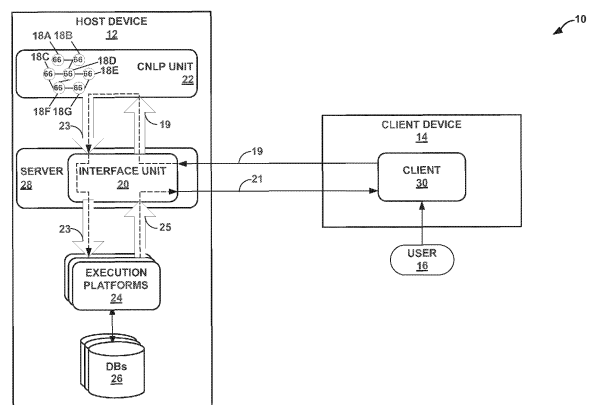 HOST DEVICE
12
10
18A 18B
18C
66 66
18D
66 66 66
18E
66 66
18F 18G
CNLP UNIT
22
23
19
CLIENT DEVICE
14
SERVER
28
INTERFACE UNIT
20
19
21
CLIENT
30
23
25
USER
16
EXECUTION
PLATFORMS
24
DBs
26